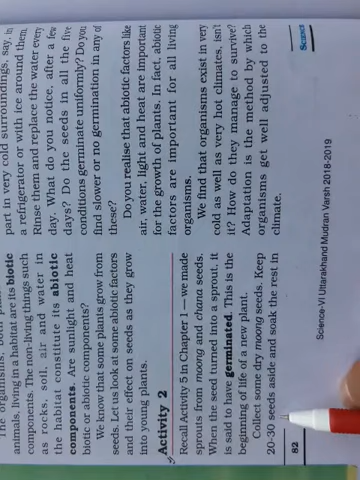 The organisms, both
animals, living in a habitat are its biotic
components. The non-living things such
as rocks, soil, air and water in
the habitat constitute its abiotic
components. Are sunlight and heat
biotic or abiotic components?
We know that some plants grow from
seeds. Let us look at some abiotic factors
and their effect on seeds as they grow
into young plants.
Activity 2
Recall Activity 5 in Chapter 1 — we made
sprouts from moong and chana seeds.
When the seed turned into a sprout, it
is said to have germinated. This is the
beginning of life of a new plant.
Collect some dry moong seeds. Keep
20-30 seeds aside and soak the rest in
82
part in very cold surroundings, say, in
a refrigerator or with ice around them.
Rinse them and replace the water every
day. What do you notice, after a few
days? Do the seeds in all the five
conditions germinate uniformly? Do you
find slower or no germination in any of
these?
Do you realise that abiotic factors like
air, water, light and heat are important
for the growth of plants. In fact, abiotic
factors are important for all living
organisms.
We find that organisms exist in very
cold as well as very hot climates, isn't
it? How do they manage to survive?
Adaptation is the method by which
organisms get well adjusted to the
climate.
SCIENCE
Science-VI Uttarakhand Mudran Varsh 2018-2019